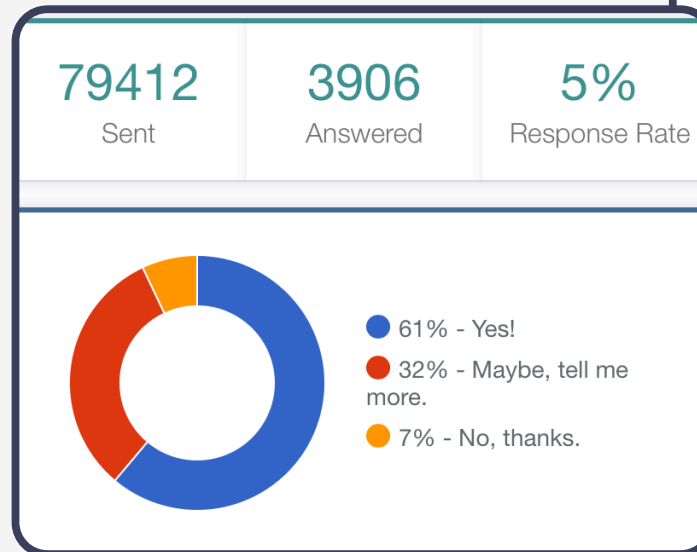 79412
Sent
3906
Answered
5%
Response Rate
61% - Yes!
32% - Maybe, tell me
more.
7% - No, thanks.